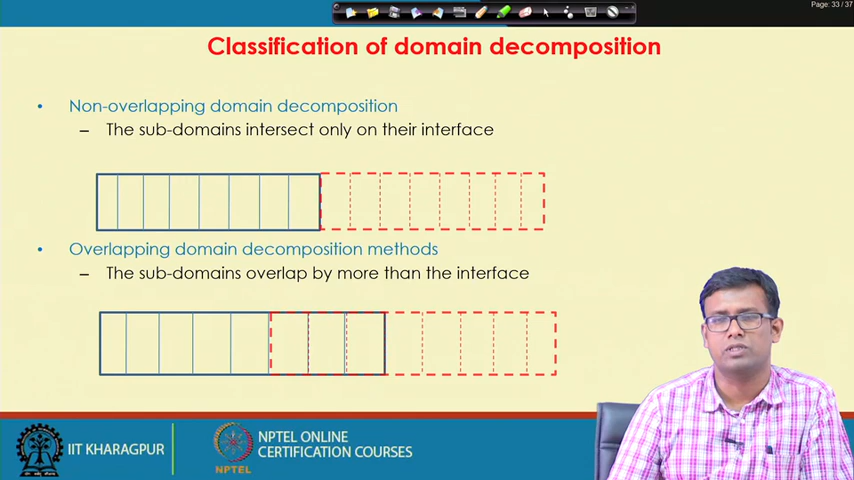 Page: 33 / 37
Classification of domain decomposition
• Non-overlapping domain decomposition
– The sub-domains intersect only on their interface
• Overlapping domain decomposition methods
– The sub-domains overlap by more than the interface
IIT KHARAGPUR
NPTEL
NPTEL ONLINE
CERTIFICATION COURSES